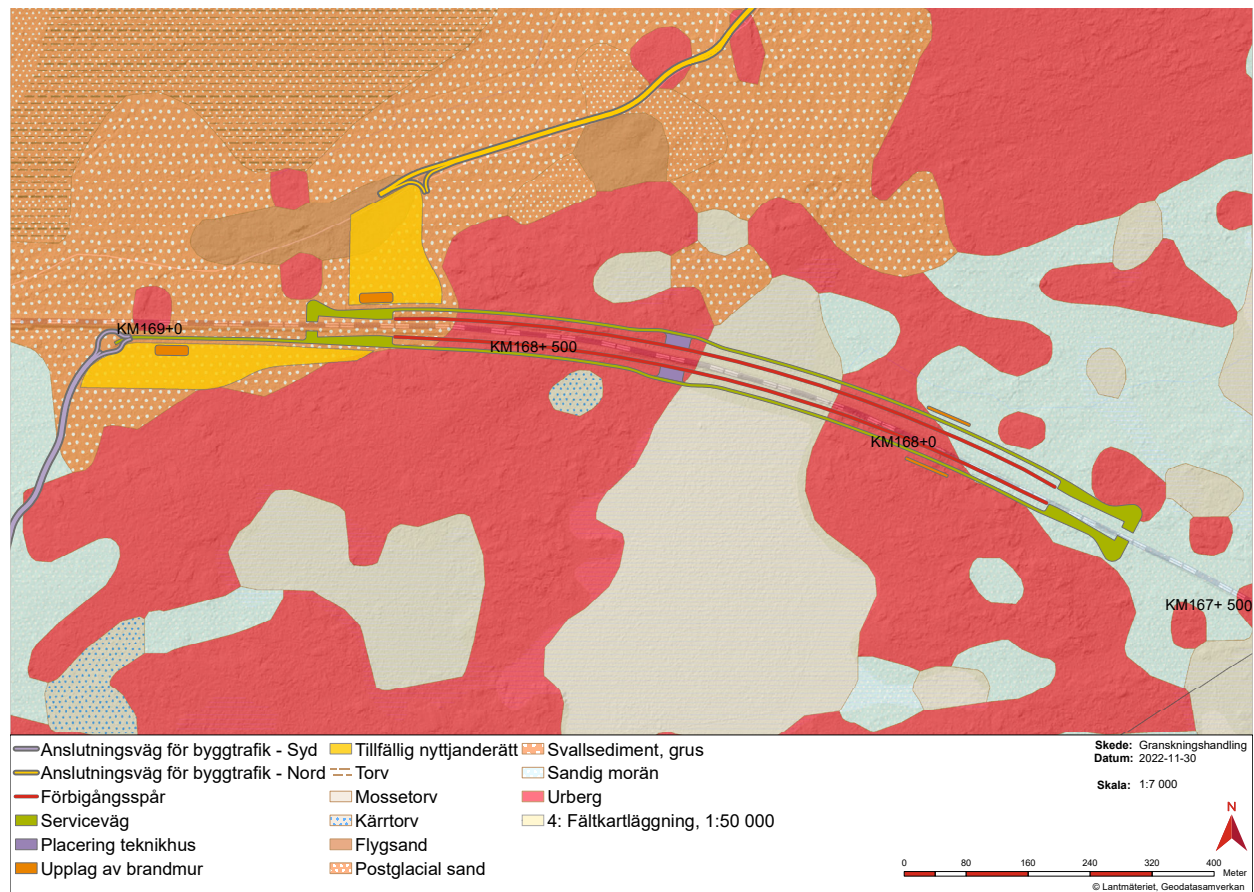 KM169+0
KM168+ 500
KM168+0
KM167+ 500
Anslutningsväg för byggtrafik - Syd
Anslutningsväg för byggtrafik - Nord
Förbigångsspår
Serviceväg
Placering teknikhus
Upplag av brandmur
Tillfällig nyttjanderätt
Torv
Mossetorv
Kärrtorv
Flygsand
Postglacial sand
Svallsediment, grus
Sandig morän
Urberg
4: Fältkartläggning, 1:50 000
Skede: Granskningshandling
Datum: 2022-11-30
Skala: 1:7 000
N
0 80 160 240 320 400
Meter
© Lantmäteriet, Geodatasamverkan